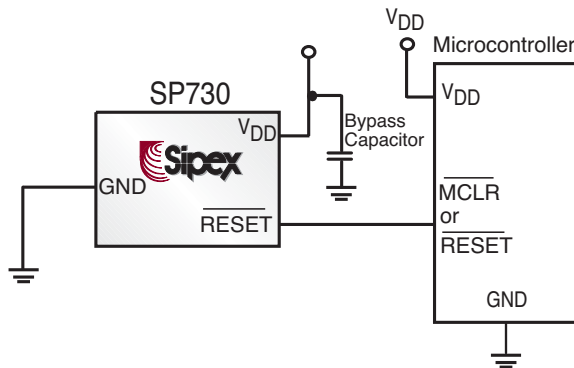 VDD
Microcontroller
SP730
VDD
VDD
Bypass
Capacitor
Sipex
GND
MCLR
or
RESET
RESET
GND